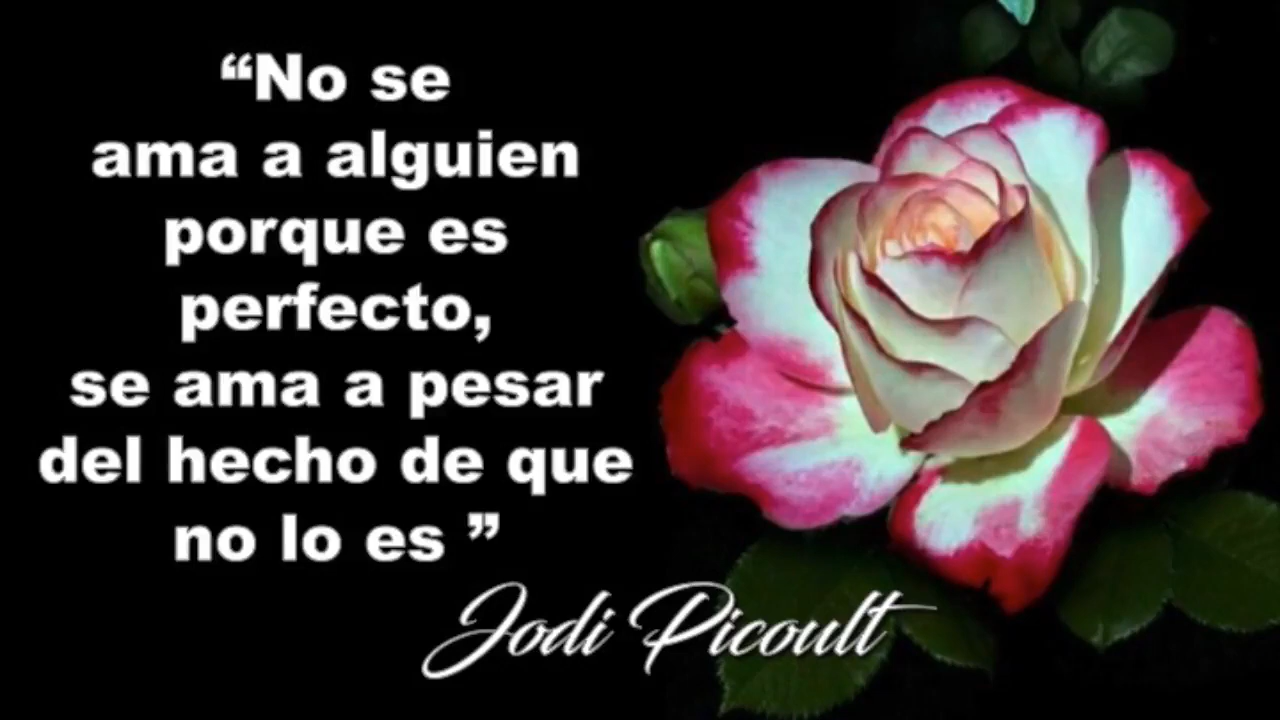 “No se
ama a alguien
porque es
perfecto,
se ama a pesar
del hecho de que
no lo es ”
Jodi Picoult